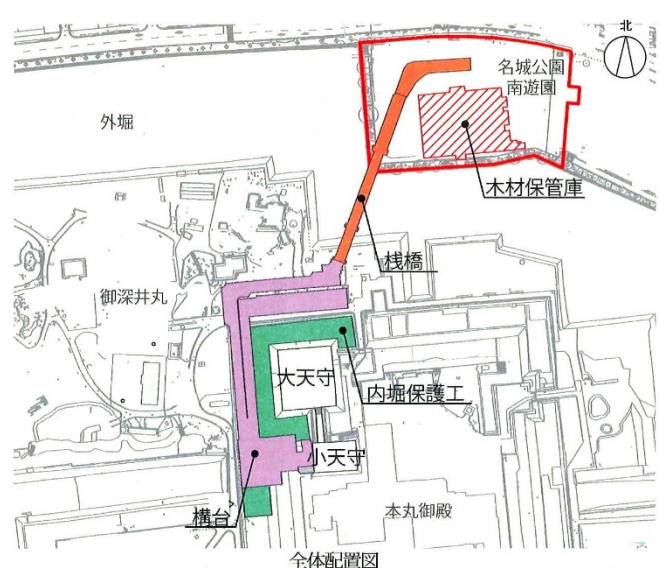 北
名城公園
南遊園
外堀
木材保管庫
桟橋
御深井丸
大天守
内堀保護工
小天守
構台
本丸御殿
全体配置図